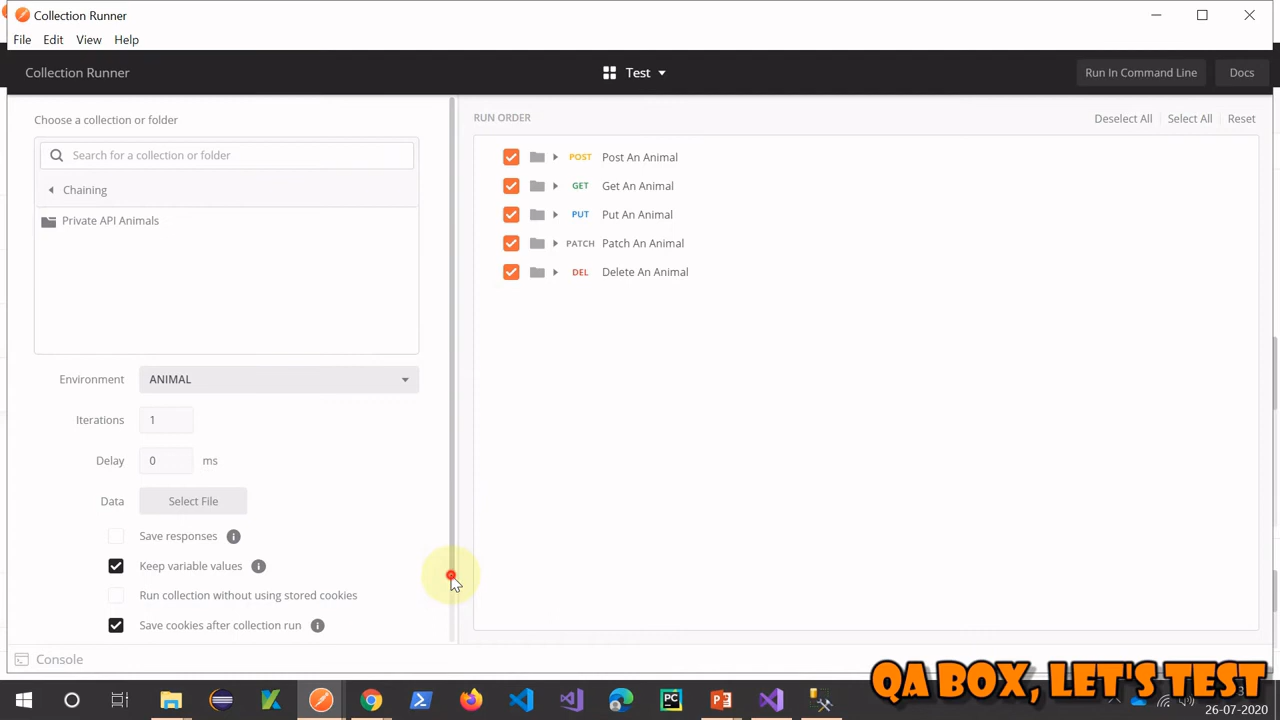 Collection Runner
File Edit View Help
Collection Runner
Test
Run In Command Line
Docs
Choose a collection or folder
Search for a collection or folder
Chaining
Private API Animals
Environment ANIMAL
Iterations 1
Delay 0 ms
Data Select File
Save responses
Keep variable values
Run collection without using stored cookies
Save cookies after collection run
RUN ORDER
Deselect All Select All Reset
POST Post An Animal
GET Get An Animal
PUT Put An Animal
PATCH Patch An Animal
DEL Delete An Animal
Console
QA BOX, LET'S TEST
26-07-2020